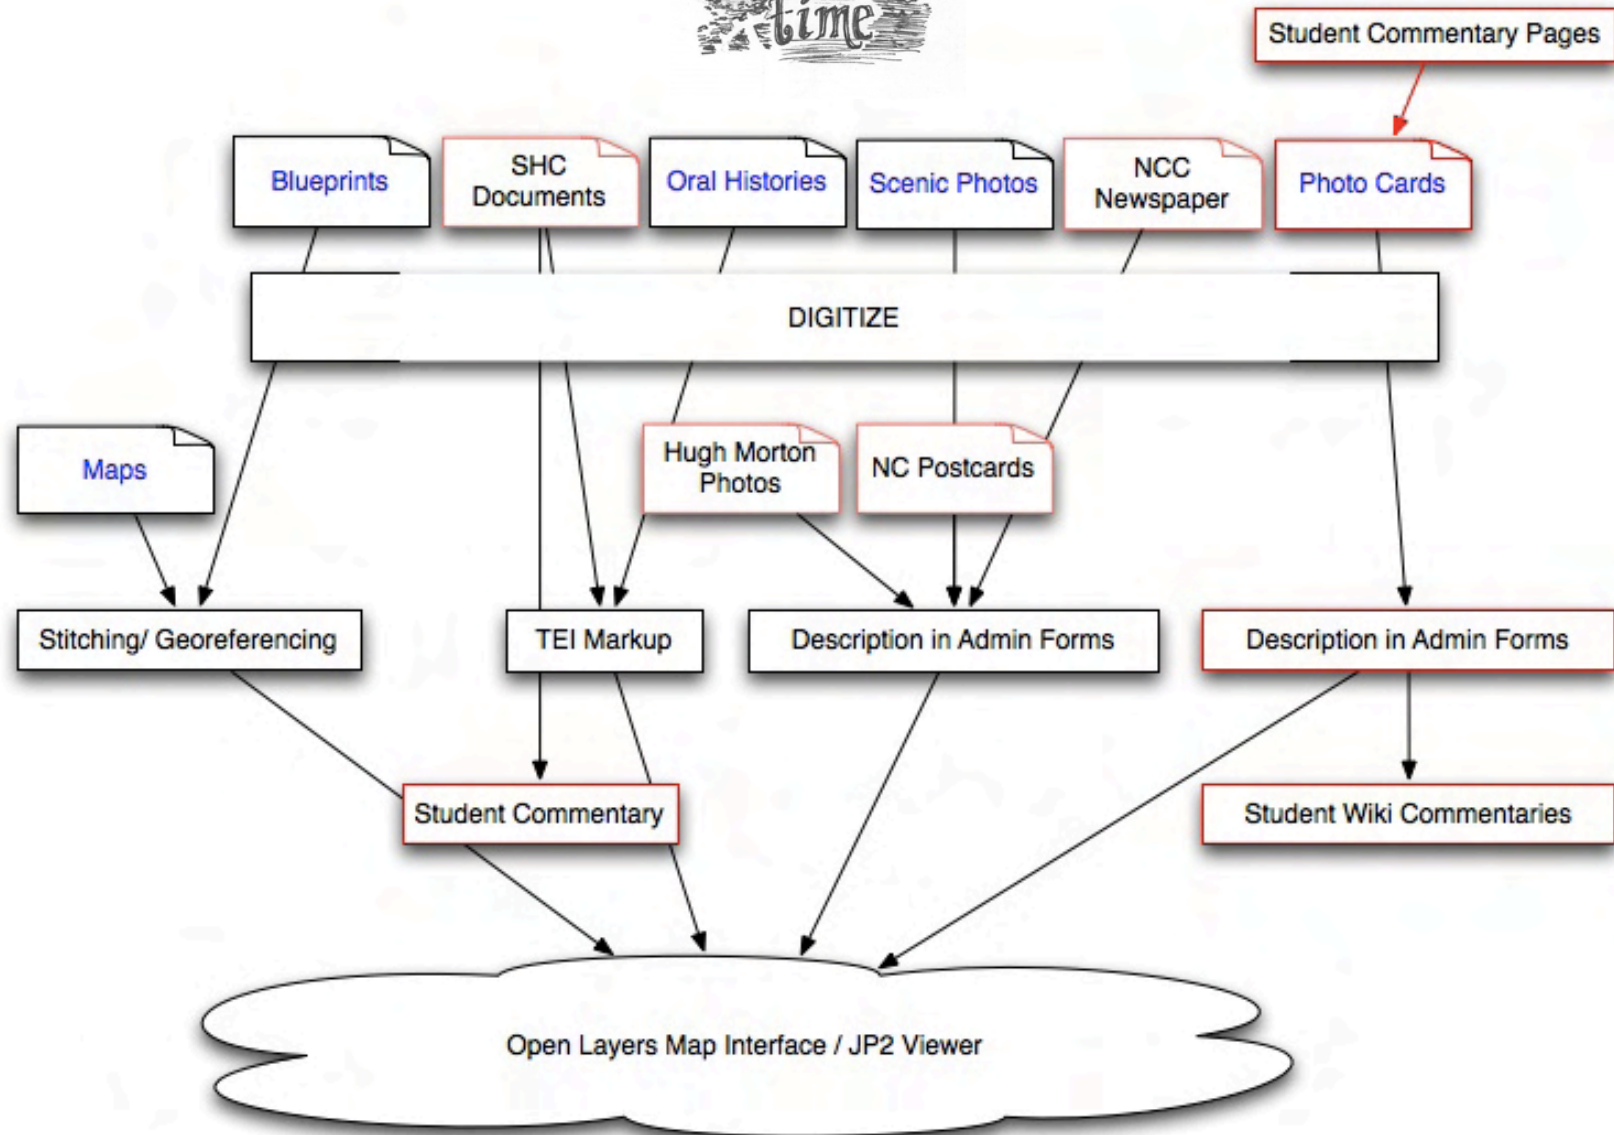 time
Student Commentary Pages
Blueprints
SHC
Documents
Oral Histories
Scenic Photos
NCC
Newspaper
Photo Cards
DIGITIZE
Maps
Hugh Morton
Photos
NC Postcards
Stitching/ Georeferencing
TEI Markup
Description in Admin Forms
Description in Admin Forms
Student Commentary
Student Wiki Commentaries
Open Layers Map Interface / JP2 Viewer